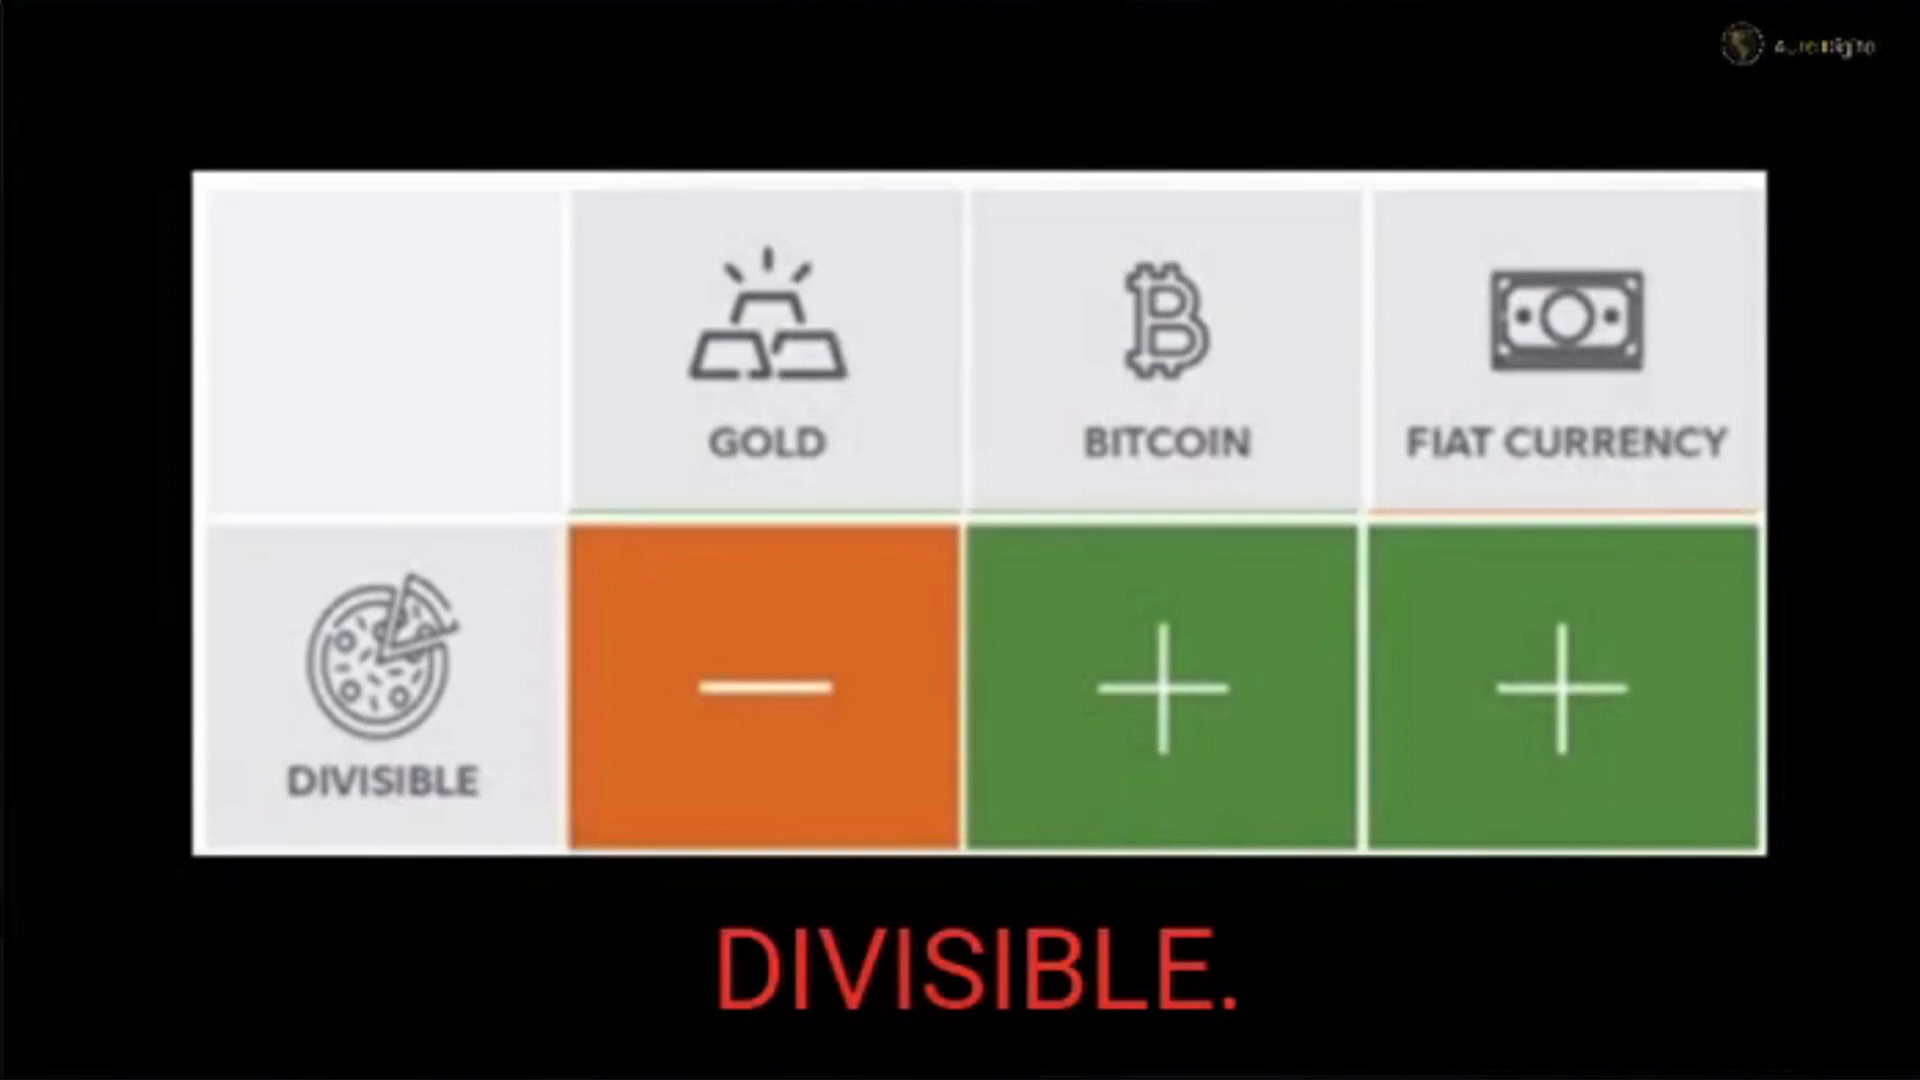 GOLD
BITCOIN
FIAT CURRENCY
DIVISIBLE
DIVISIBLE.